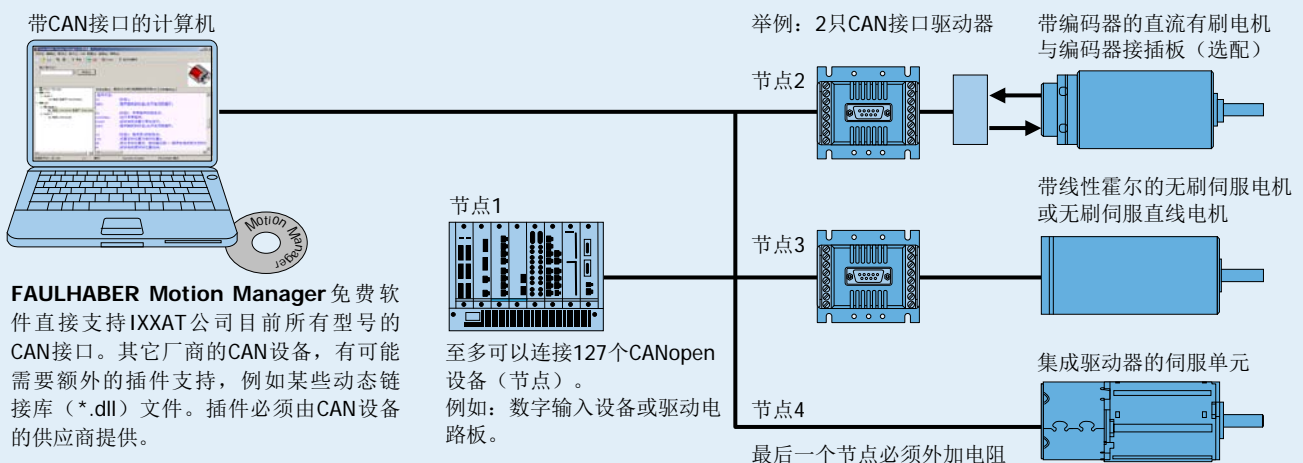 带CAN接口的计算机
Motion Manager
FAULHABER Motion Manager 免费软
件直接支持IXXAT公司目前所有型号的
CAN接口。其它厂商的CAN设备，有可能
需要额外的插件支持，例如某些动态链
接库（*.dll）文件。插件必须由CAN设备
的供应商提供。
节点1
至多可以连接127个CANopen
设备（节点）。
例如：数字输入设备或驱动电
路板。
举例：2只CAN接口驱动器
节点2
带编码器的直流有刷电机
与编码器接插板（选配）
节点3
带线性霍尔的无刷伺服电机
或无刷伺服直线电机
节点4
集成驱动器的伺服单元
最后一个节点必须外加电阻